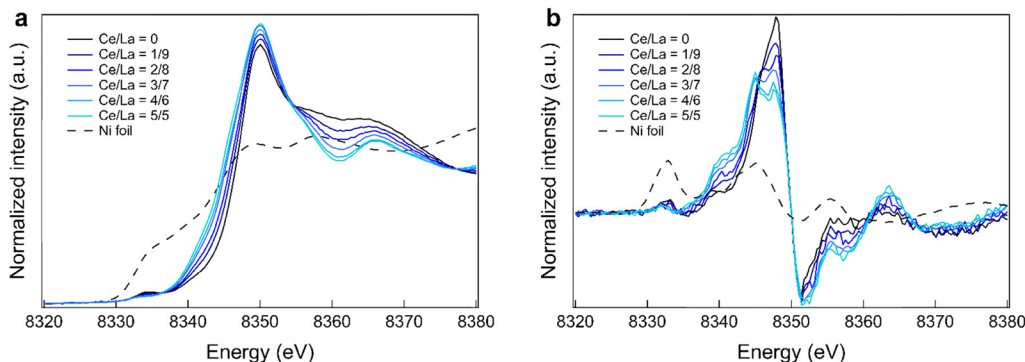 a
Normalized intensity (a.u.)
Ce/La = 0
Ce/La = 1/9
Ce/La = 2/8
Ce/La = 3/7
Ce/La = 4/6
Ce/La = 5/5
Ni foil
8320 8330 8340 8350 8360 8370 8380
Energy (eV)
b
Normalized intensity (a.u.)
Ce/La = 0
Ce/La = 1/9
Ce/La = 2/8
Ce/La = 3/7
Ce/La = 4/6
Ce/La = 5/5
Ni foil
8320 8330 8340 8350 8360 8370 8380
Energy (eV)